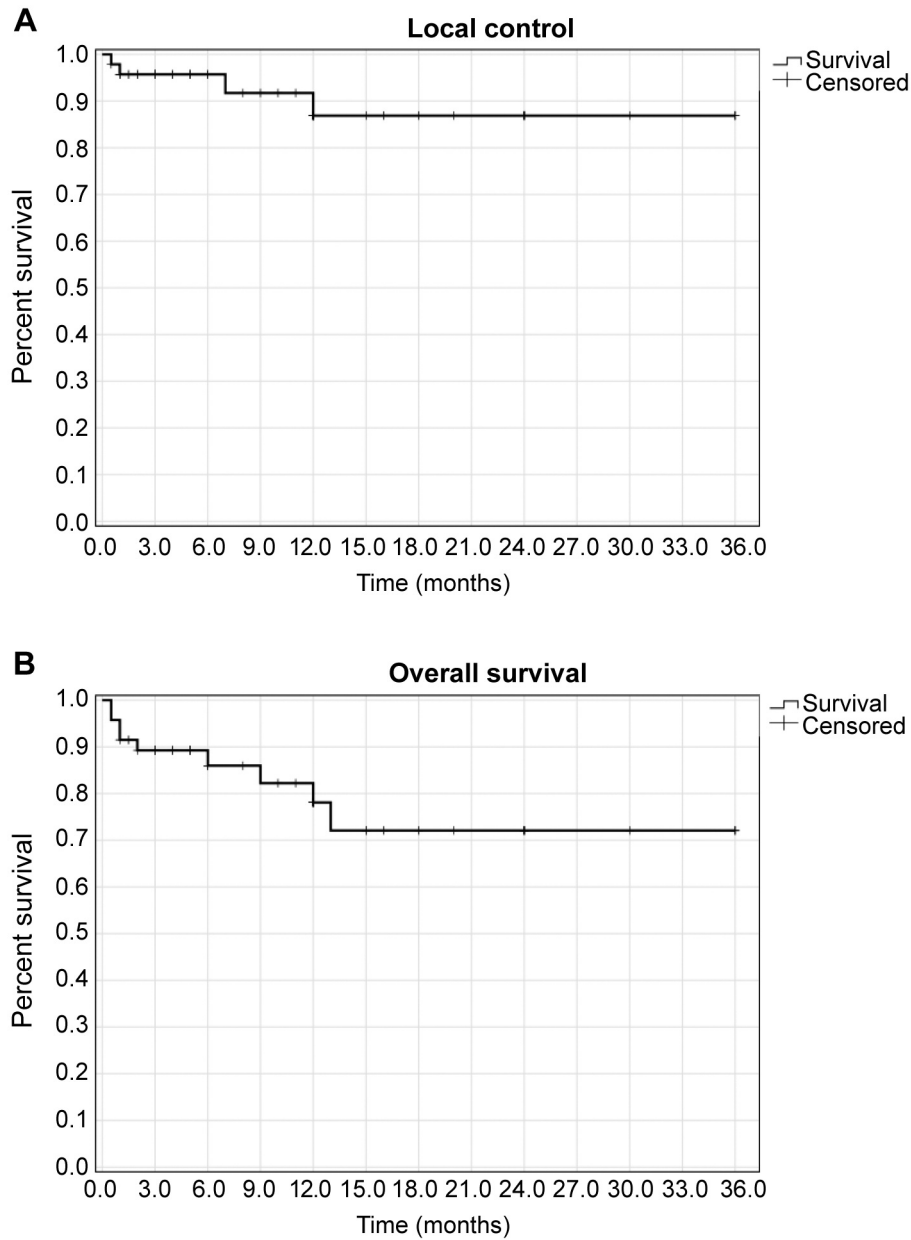 A
Local control
1.0
0.9
0.8
0.7
0.6
0.5
0.4
0.3
0.2
0.1
0.0
Percent survival
Survival
Censored
0.0 3.0 6.0 9.0 12.0 15.0 18.0 21.0 24.0 27.0 30.0 33.0 36.0
Time (months)
B
Overall survival
1.0
0.9
0.8
0.7
0.6
0.5
0.4
0.3
0.2
0.1
0.0
Percent survival
Survival
Censored
0.0 3.0 6.0 9.0 12.0 15.0 18.0 21.0 24.0 27.0 30.0 33.0 36.0
Time (months)